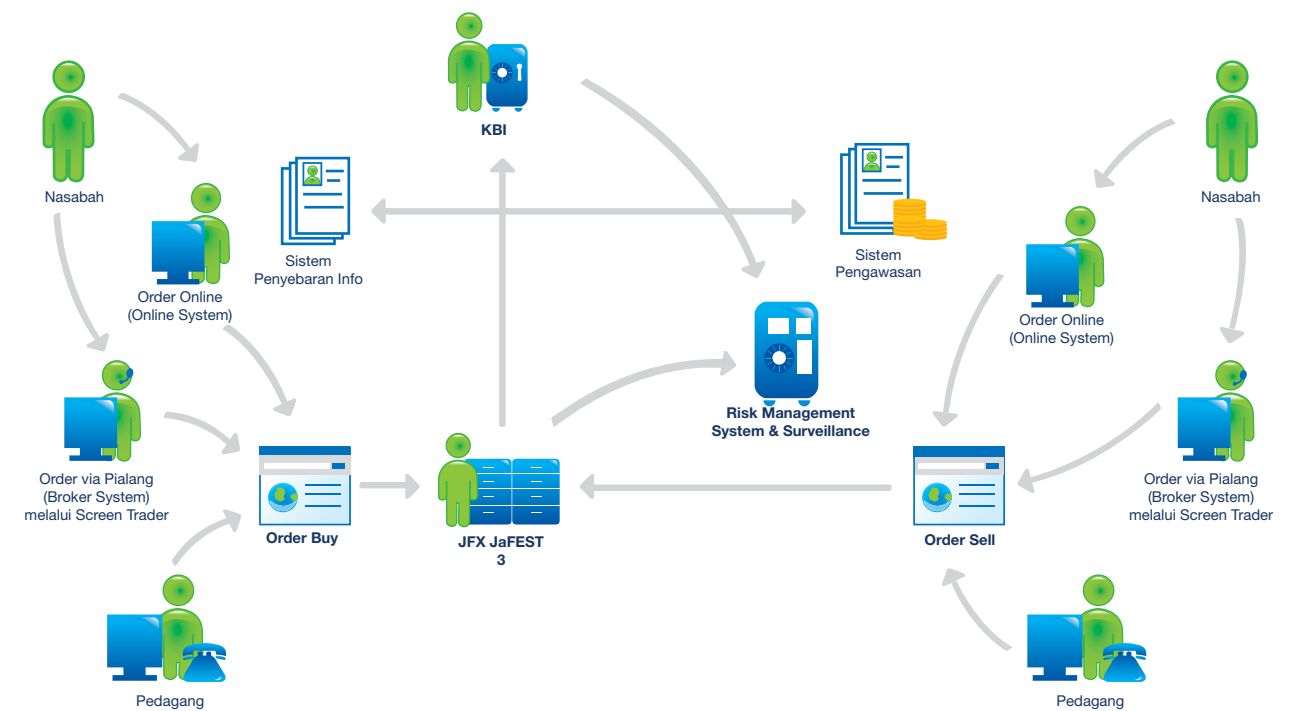 KBI
Nasabah
Nasabah
Sistem
Penyebaran Info
Sistem
Pengawasan
Order Online
(Online System)
Order Online
(Online System)
Risk Management
System & Surveillance
Order via Pialang
(Broker System)
melalui Screen Trader
Order via Pialang
(Broker System)
melalui Screen Trader
Order Buy
JFX JaFEST
3
Order Sell
Pedagang
Pedagang